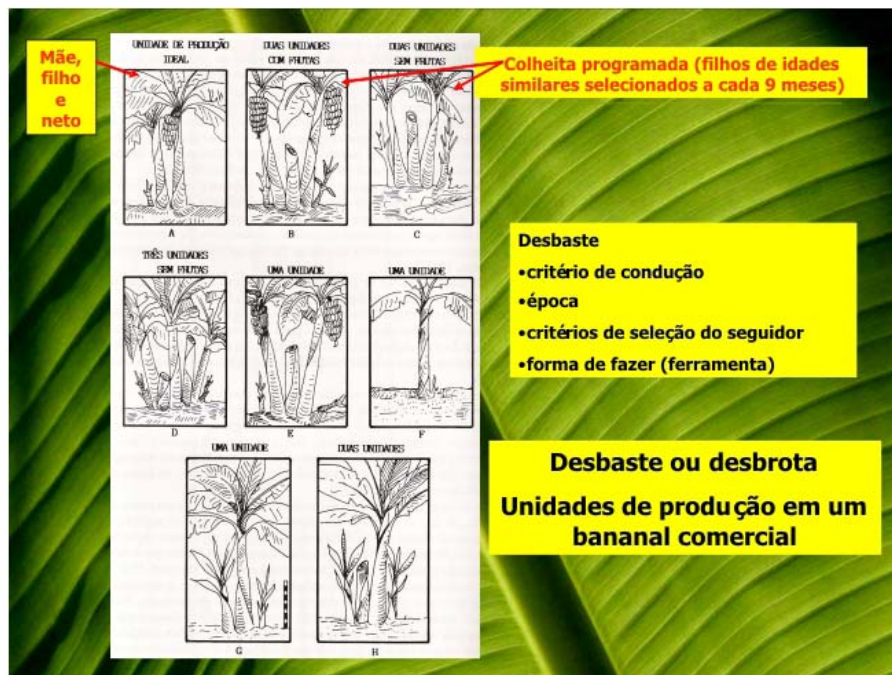 Mãe,
filho
e
neto
UNIDADE DE PRODUÇÃO
IDEAL
DUAS UNIDADES
COM FRUTAS
DUAS UNIDADES
SEM FRUTAS
Colheita programada (filhos de idades
similares selecionados a cada 9 meses)
A
B
C
TRÊS UNIDADES
SEM FRUTAS
UMA UNIDADE
UMA UNIDADE
D
E
F
UMA UNIDADE
DUAS UNIDADES
G
H
Desbaste
•critério de condução
•época
•critérios de seleção do seguidor
•forma de fazer (ferramenta)
Desbaste ou desbrota
Unidades de produção em um
bananal comercial